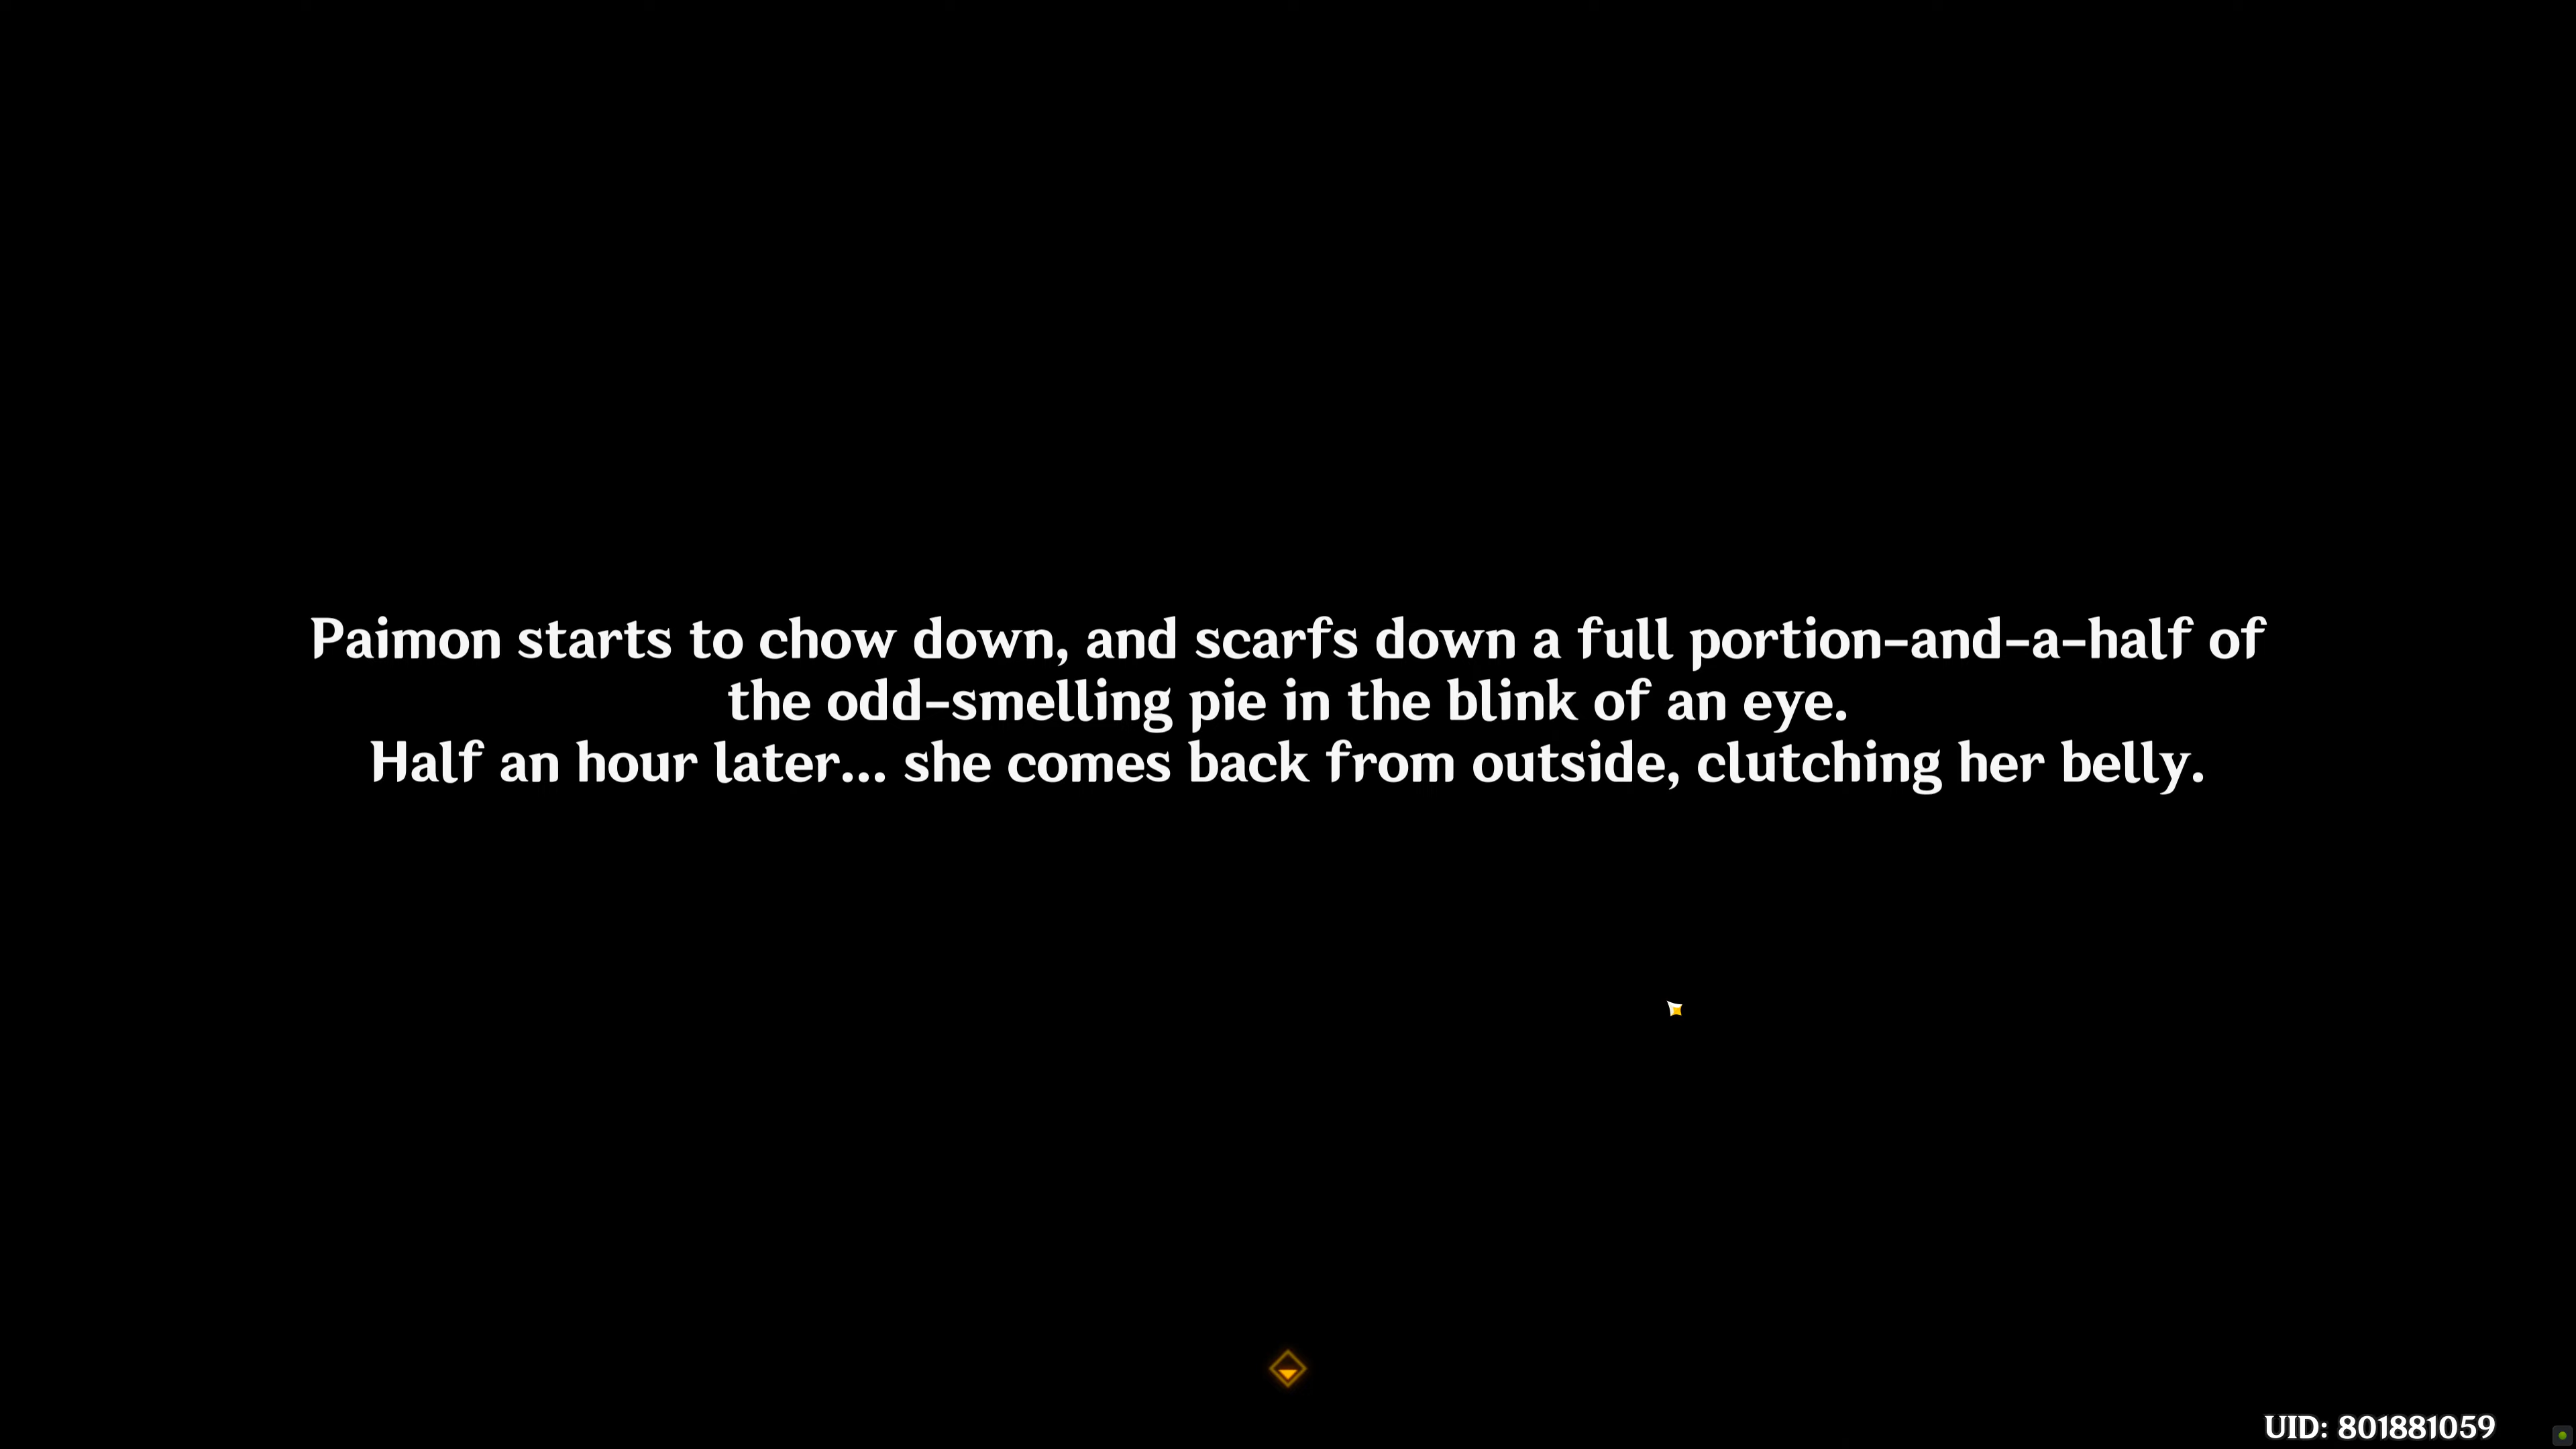 Paimon starts to chow down, and scarfs down a full portion-and-a-half of
the odd-smelling pie in the blink of an eye.
Half an hour later... she comes back from outside, clutching her belly.
UID: 801881059